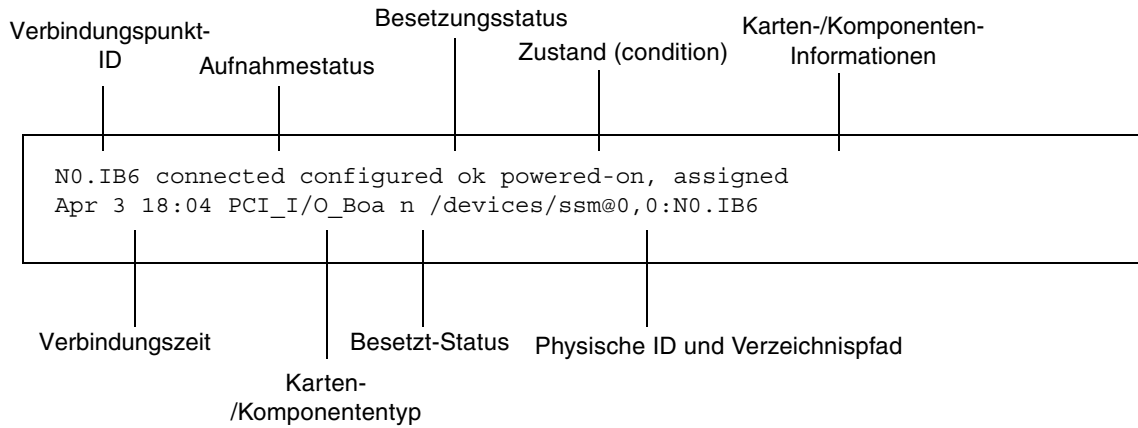 Verbindungspunkt-
ID
Aufnahmestatus
Besetzungsstatus
Zustand (condition)
Karten-/Komponenten-
Informationen
N0.IB6 connected configured ok powered-on, assigned
Apr 3 18:04 PCI_I/O_Boa n /devices/ssm@0,0:N0.IB6
Verbindungszeit
Karten-
/Komponententyp
Besetzt-Status
Physische ID und Verzeichnispfad